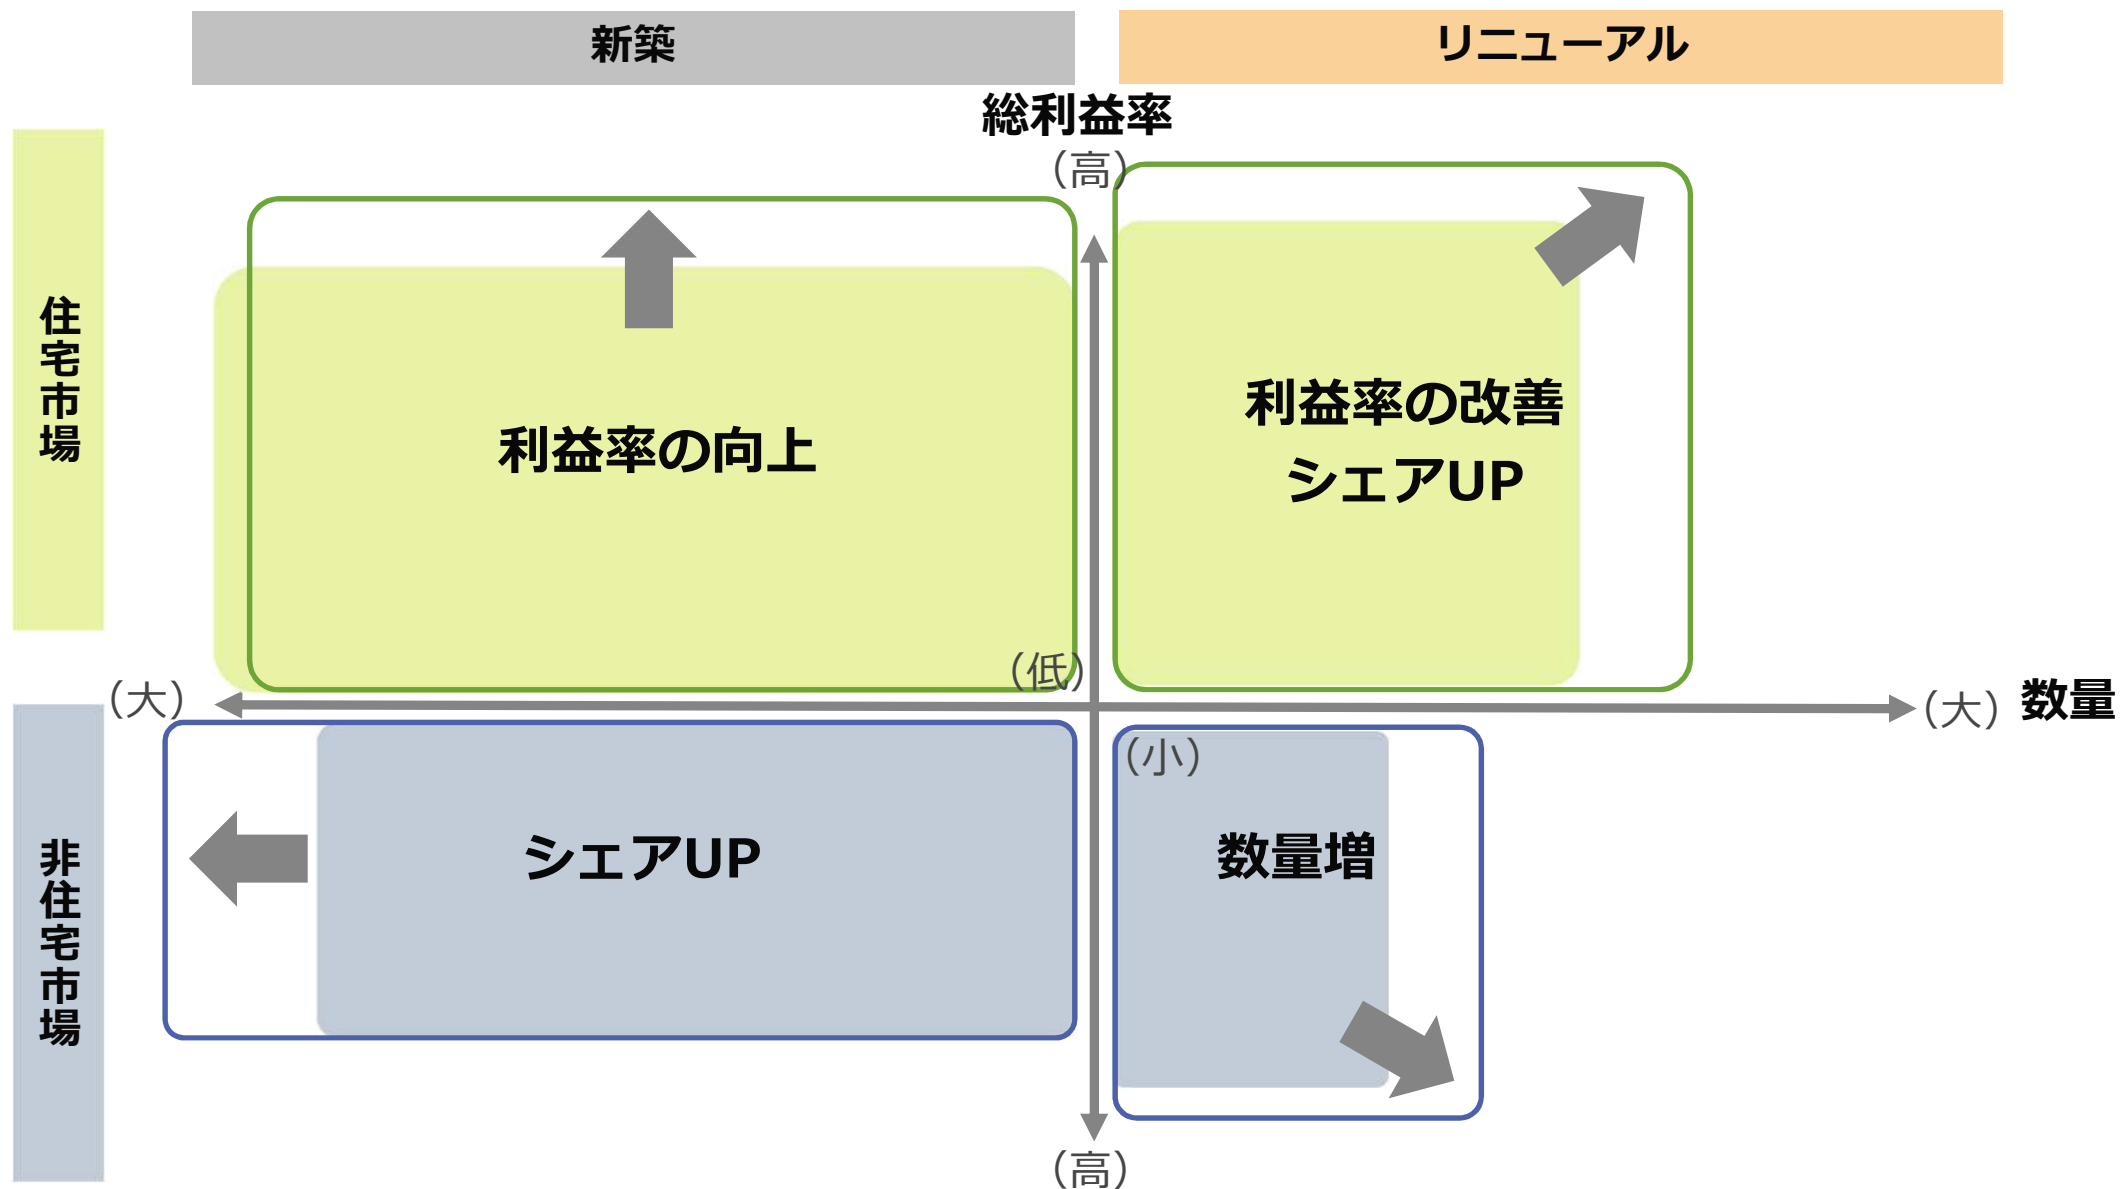 新築
リニューアル
総利益率
（高）
住宅市場
利益率の向上
利益率の改善
シェアUP
（低）
（大）
（大）
数量
（小）
非住宅市場
シェアUP
数量増
（高）